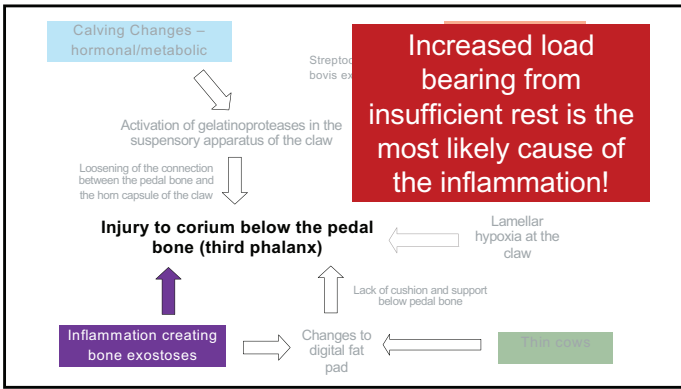 Calving Changes –
hormonal/metabolic
bovis
Increased load
bearing from
insufficient rest is the
most likely cause of
the inflammation!
Activation of gelatinoproteases in the
suspensory apparatus of the claw
Loosening of the connection
between the pedal bone and
the horn capsule of the claw
Injury to corium below the pedal
bone (third phalanx)
Lamellar
hypoxia at the
claw
Lack of cushion and support
below pedal bone
Inflammation creating
bone exostoses
Changes to
digital fat
pad
Thin cows